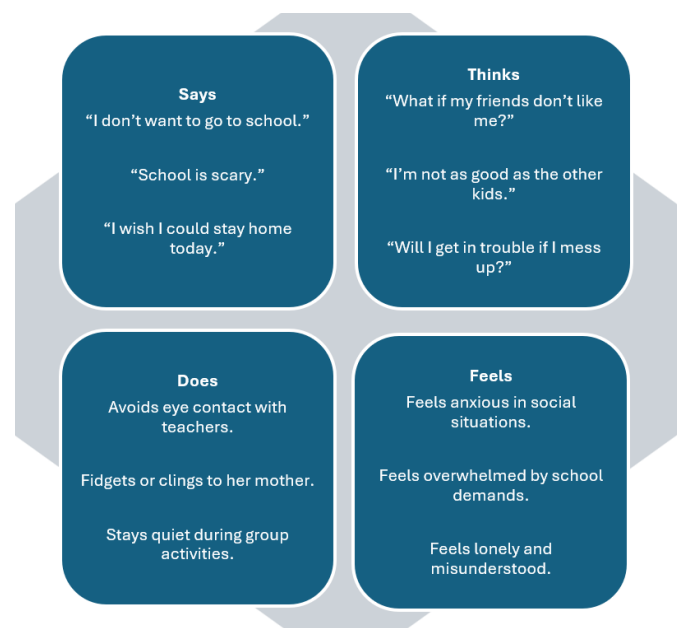 Says
“I don’t want to go to school.”
“School is scary.”
“I wish I could stay home
today.”
Thinks
“What if my friends don’t like
me?”
“I’m not as good as the other
kids.”
“Will I get in trouble if I mess
up?”
Does
Avoids eye contact with
teachers.
Fidgets or clings to her mother.
Stays quiet during group
activities.
Feels
Feels anxious in social
situations.
Feels overwhelmed by school
demands.
Feels lonely and
misunderstood.